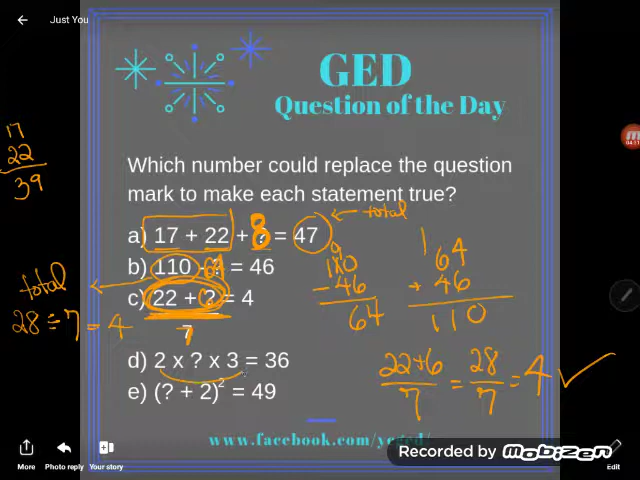 Just You
GED
Question of the Day
Which number could replace the question
mark to make each statement true?
17
22
39
total
a) 17 + 22 + 8 = 47
b) 110 - 64 = 46
110
- 46
64
1
64
+ 46
110
total
28 ÷ 7 = 4
c) 22 + ? = 4
7
22+6 = 28 = 4 ✓
7 7
d) 2 x ? x 3 = 36
e) (? + 2)² = 49
www.facebook.com/ycged/
Recorded by MOBIZEN
More
Photo reply
Your story
Edit